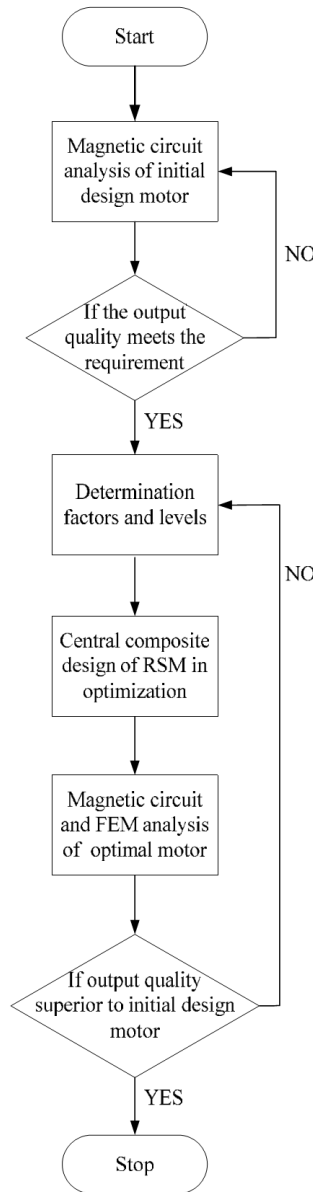 Start
Magnetic circuit
analysis of initial
design motor
NO
If the output
quality meets the
requirement
YES
Determination
factors and levels
NO
Central composite
design of RSM in
optimization
Magnetic circuit
and FEM analysis
of optimal motor
If output quality
superior to initial design
motor
YES
Stop